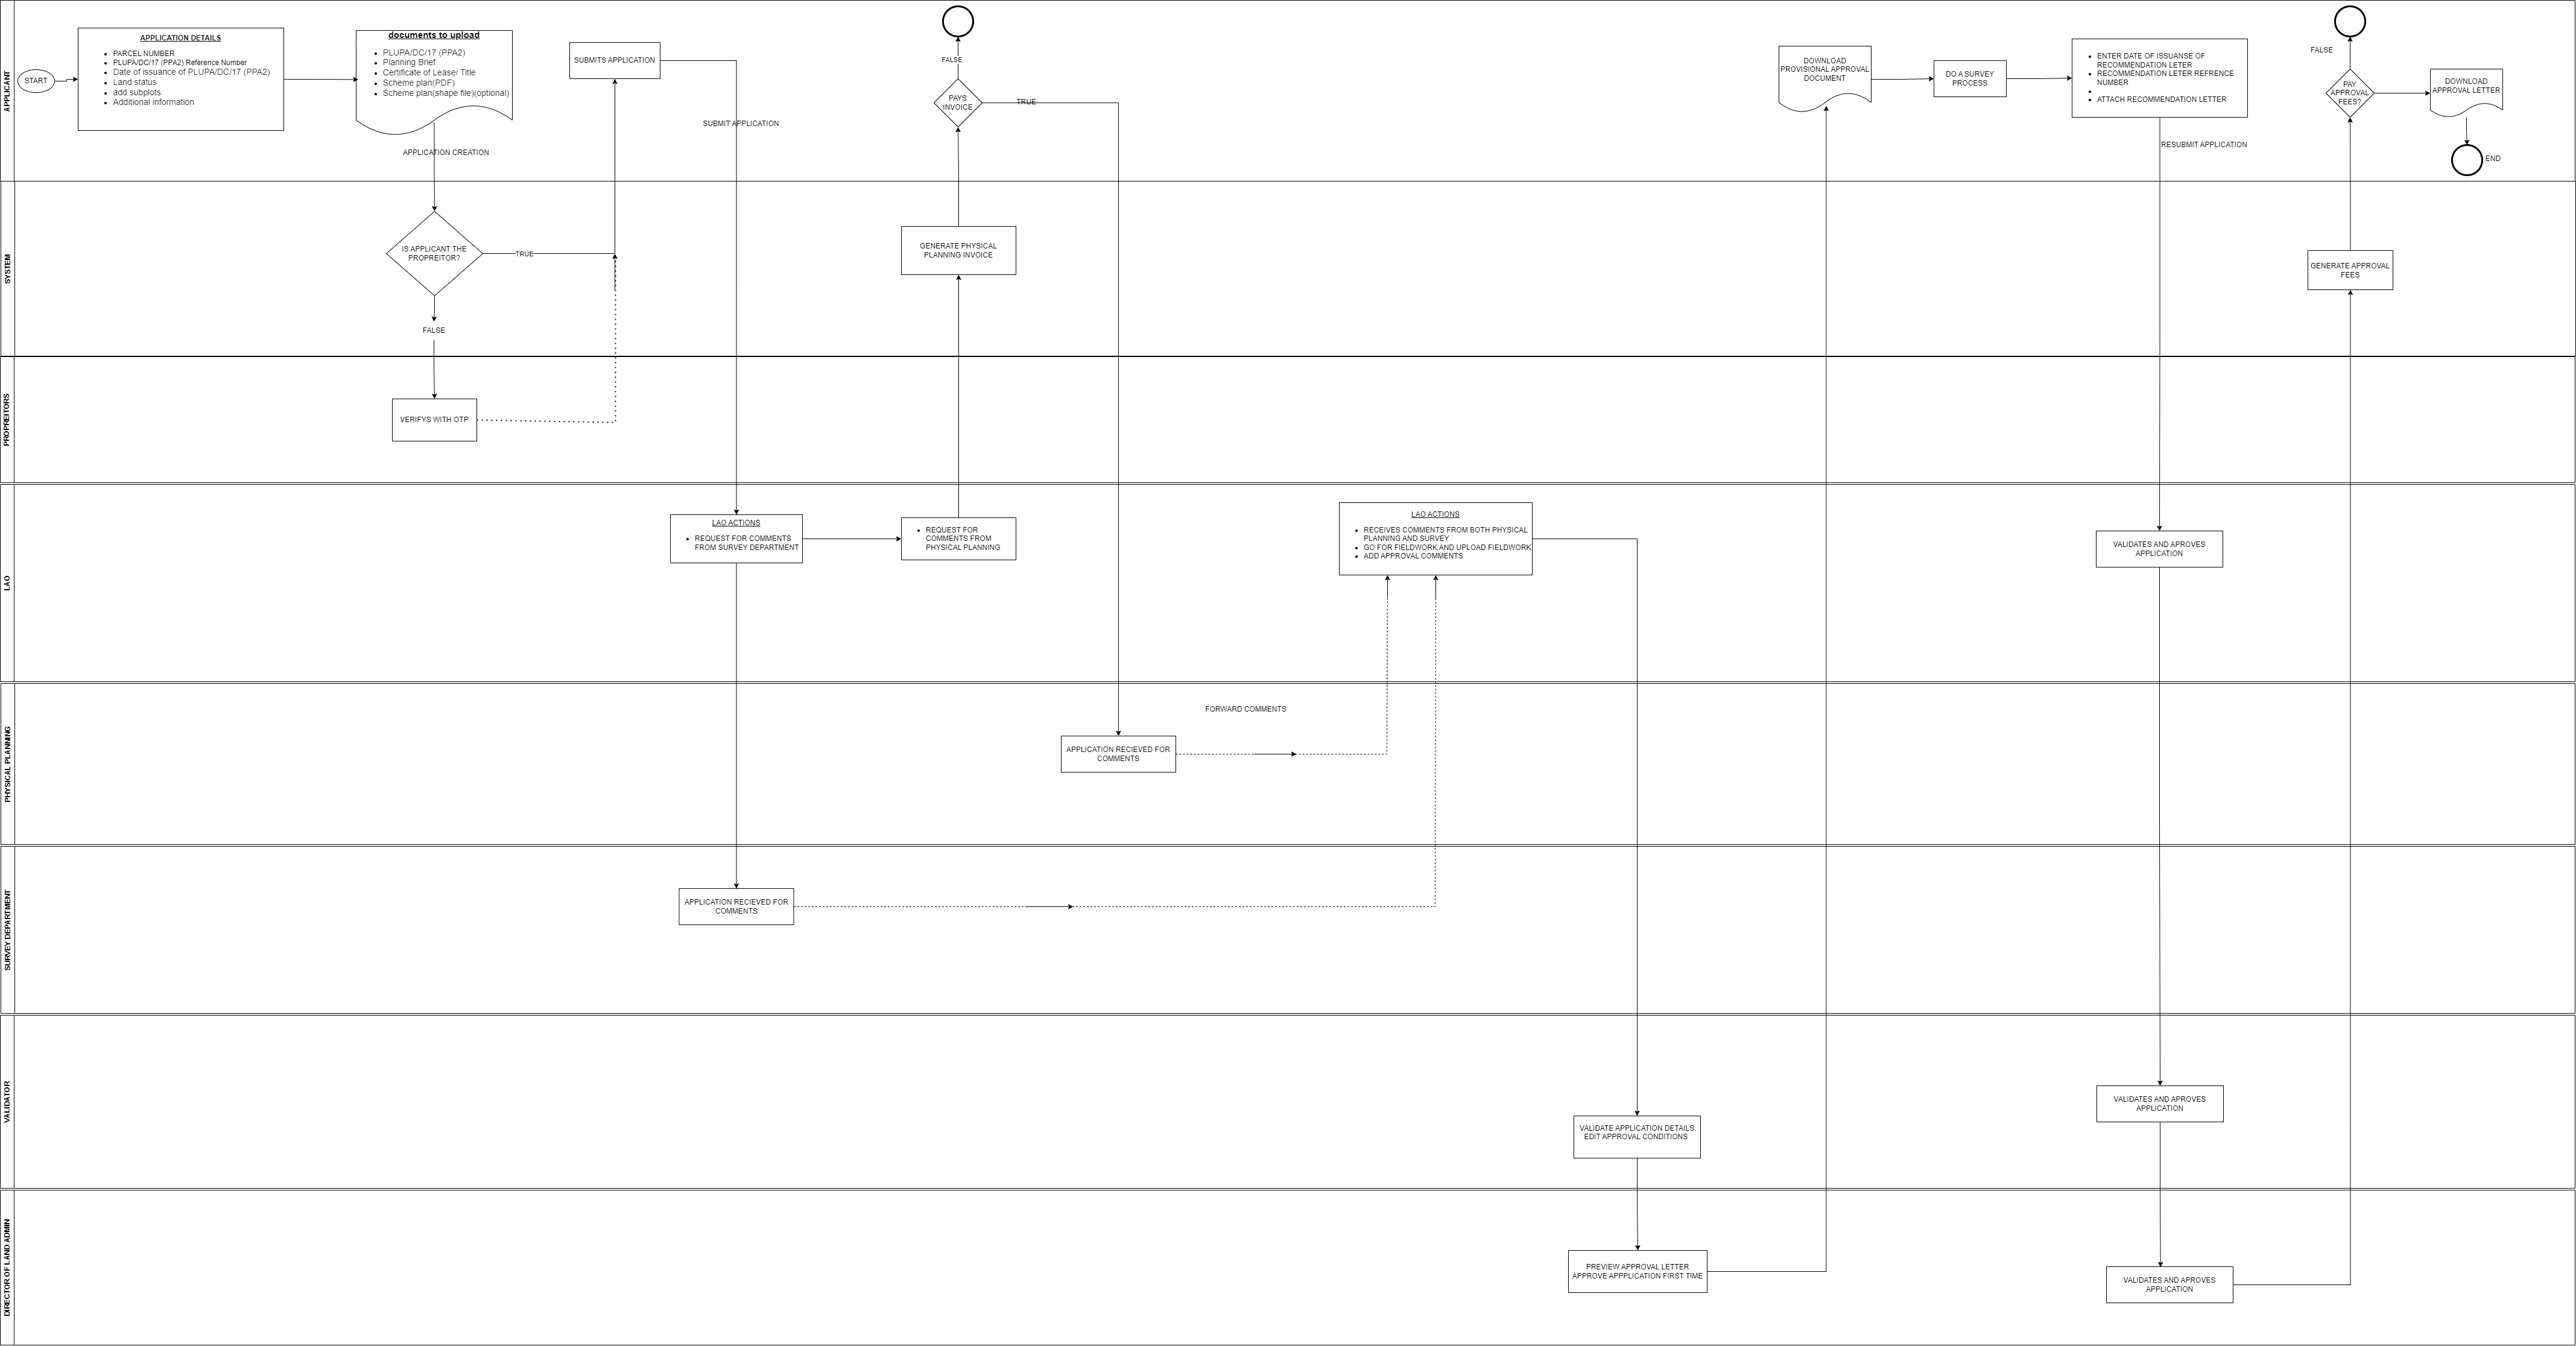 APPLICANT
START
APPLICATION DETAILS
PARCEL NUMBER
PLUPA/DC/17 (PPA2) Reference Number
Date of issuance of PLUPA/DC/17 (PPA2)
Land status
add subplots
Additional information
documents to upload
PLUPA/DC/17 (PPA2)
Planning Brief
Certificate of Lease/ Title
Scheme plan(PDF)
Scheme plan(shape file)(optional)
APPLICATION CREATION
SUBMITS APPLICATION
SUBMIT APPLICATION
FALSE
PAYS
INVOICE
TRUE
DOWNLOAD
PROVISIONAL APPROVAL
DOCUMENT
DO A SURVEY
PROCESS
ENTER DATE OF ISSUANSE OF
RECOMMENDATION LETER
RECOMMENDATION LETER REFRENCE
NUMBER
ATTACH RECOMMENDATION LETTER
RESUBMIT APPLICATION
FALSE
PAY
APPROVAL
FEES?
DOWNLOAD
APPROVAL LETTER
END
SYSTEM
IS APPLICANT THE
PROPREITOR?
TRUE
FALSE
GENERATE PHYSICAL
PLANNING INVOICE
GENERATE APPROVAL
FEES
PROPREITORS
VERIFYS WITH OTP
LAO
LAO ACTIONS
REQUEST FOR COMMENTS
FROM SURVEY DEPARTMENT
REQUEST FOR
COMMENTS FROM
PHYSICAL PLANNING
LAO ACTIONS
RECEIVES COMMENTS FROM BOTH PHYSICAL
PLANNING AND SURVEY
GO FOR FIELDWORK AND UPLOAD FIELDWORK
ADD APPROVAL COMMENTS
VALIDATES AND APROVES
APPLICATION
PHYSICAL PLANNING
FORWARD COMMENTS
APPLICATION RECIEVED FOR
COMMENTS
SURVEY DEPARTMENT
APPLICATION RECIEVED FOR
COMMENTS
VALIDATOR
VALIDATE APPLICATION DETAILS
EDIT APPROVAL CONDITIONS
VALIDATES AND APROVES
APPLICATION
DIRECTOR OF LAND ADMIN
PREVIEW APPROVAL LETTER
APPROVE APPPLICATION FIRST TIME
VALIDATES AND APROVES
APPLICATION